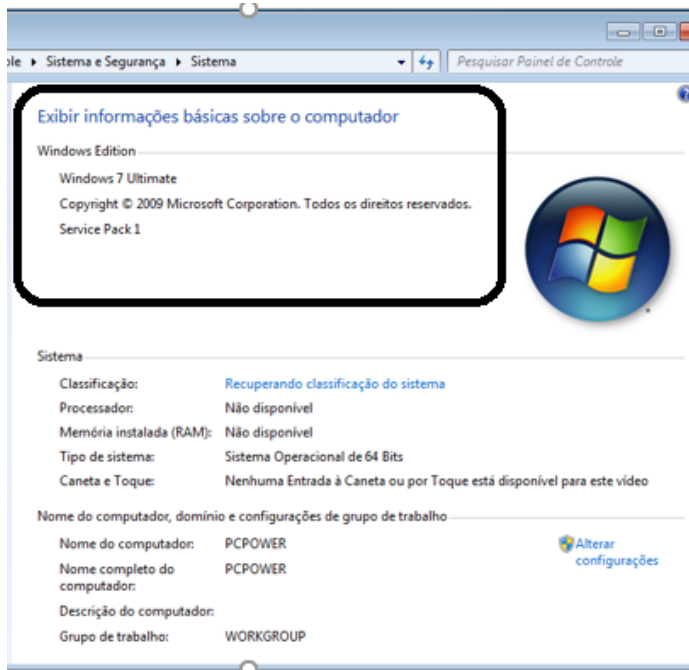 ole ▸ Sistema e Segurança ▸ Sistema
Pesquisar Painel de Controle
Exibir informações básicas sobre o computador
Windows Edition
Windows 7 Ultimate
Copyright © 2009 Microsoft Corporation. Todos os direitos reservados.
Service Pack 1
Sistema
Classificação: Recuperando classificação do sistema
Processador: Não disponível
Memória instalada (RAM): Não disponível
Tipo de sistema: Sistema Operacional de 64 Bits
Caneta e Toque: Nenhuma Entrada à Caneta ou por Toque está disponível para este vídeo
Nome do computador, domínio e configurações de grupo de trabalho
Nome do computador: PCPOWER
Alterar
configurações
Nome completo do PCPOWER
computador:
Descrição do computador:
Grupo de trabalho: WORKGROUP